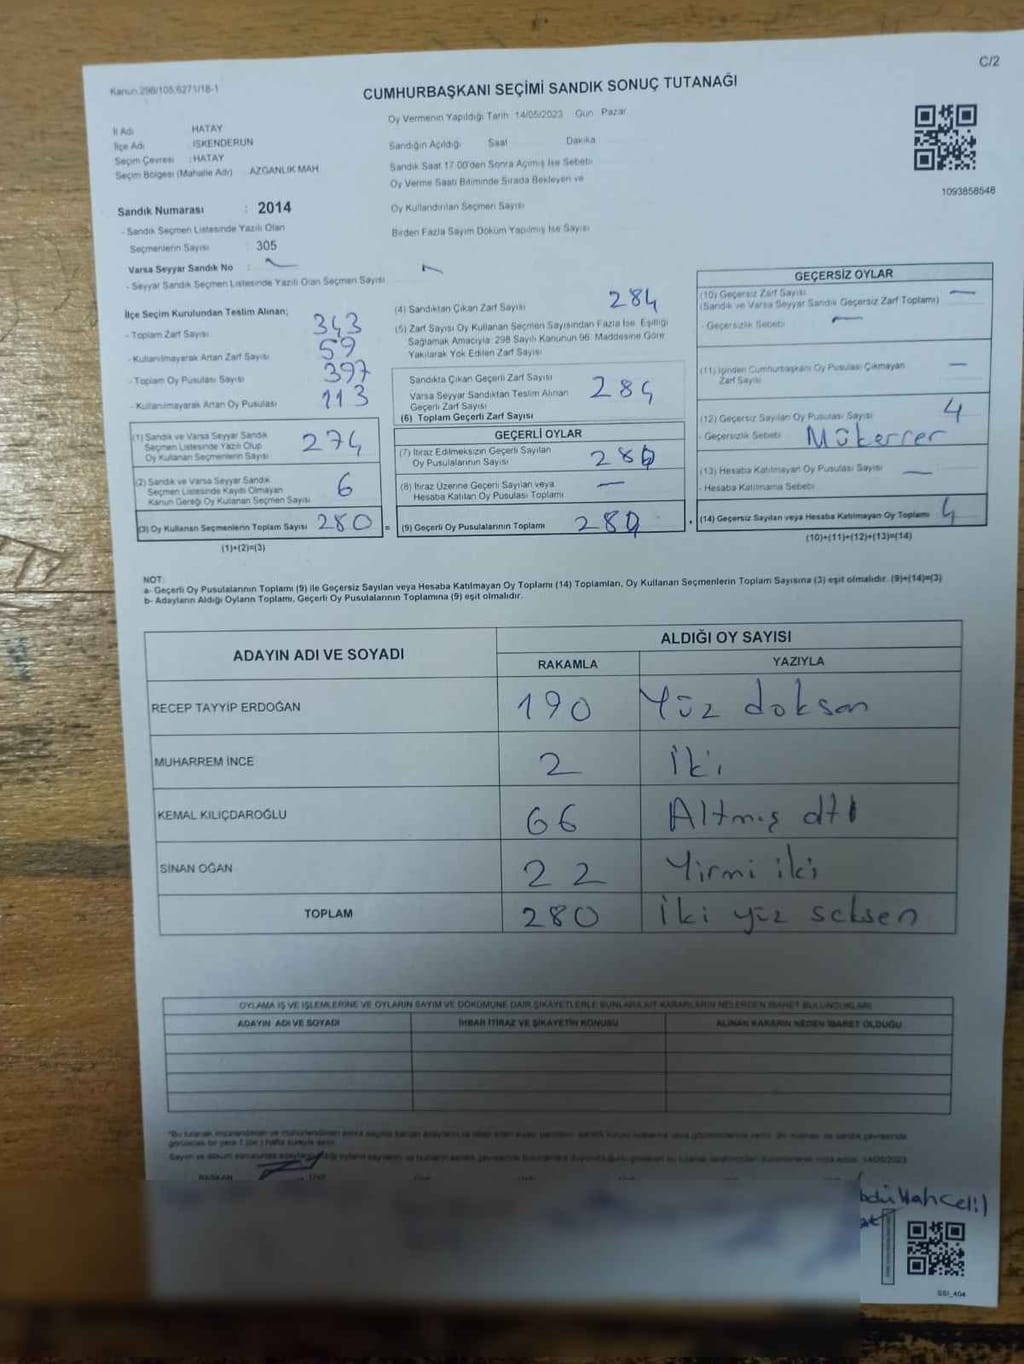 C/2
Kanun 298/105,6271/18-1
CUMHURBAŞKANI SEÇİMİ SANDIK SONUÇ TUTANAĞI
İl Adı HATAY
İlçe Adı : ISKENDERUN
Seçim Çevresi : HATAY
Seçim Bölgesi (Mahalle Adı) AZGANLIK MAH
Oy Vermenin Yapıldığı Tarih 14/05/2023 Gün Pazar
Sandığın Açıldığı Saat Dakika
Sandık Saat 17:00'den Sonra Açılmış İse Sebebi
Oy Verme Saati Bitiminde Sırada Bekleyen ve
Oy Kullandırılan Seçmen Sayısı
Birden Fazla Sayım Döküm Yapılmış İse Sayısı
1093858548
Sandık Numarası : 2014
- Sandık Seçmen Listesinde Yazılı Olan
Seçmenlerin Sayısı : 305
Varsa Seyyar Sandık No :
- Seyyar Sandık Seçmen Listesinde Yazılı Olan Seçmen Sayısı
İlçe Seçim Kurulundan Teslim Alınan;
- Toplam Zarf Sayısı 343
- Kullanılmayarak Artan Zarf Sayısı 59
- Toplam Oy Pusulası Sayısı 397
- Kullanılmayarak Artan Oy Pusulası 113
(1) Sandık ve Varsa Seyyar Sandık
Seçmen Listesinde Yazılı Olup
Oy Kullanan Seçmenlerin Sayısı 274
(2) Sandık ve Varsa Seyyar Sandık
Seçmen Listesinde Kayıtlı Olmayan
Kanun Gereği Oy Kullanan Seçmen Sayısı 6
(3) Oy Kullanan Seçmenlerin Toplam Sayısı 280 =
(1)+(2)=(3)
(4) Sandıktan Çıkan Zarf Sayısı 284
(5) Zarf Sayısı Oy Kullanan Seçmen Sayısından Fazla İse, Eşitliği
Sağlamak Amacıyla 298 Sayılı Kanunun 96. Maddesine Göre
Yakılarak Yok Edilen Zarf Sayısı
Sandıkta Çıkan Geçerli Zarf Sayısı
Varsa Seyyar Sandıktan Teslim Alınan
Geçerli Zarf Sayısı
(6) Toplam Geçerli Zarf Sayısı 284
GEÇERLİ OYLAR
(7) İtiraz Edilmeksizin Geçerli Sayılan
Oy Pusulalarının Sayısı 280
(8) İtiraz Üzerine Geçerli Sayılan veya
Hesaba Katılan Oy Pusulası Toplamı —
(9) Geçerli Oy Pusulalarının Toplamı 280
GEÇERSİZ OYLAR
(10) Geçersiz Zarf Sayısı —
(Sandık ve Varsa Seyyar Sandık Geçersiz Zarf Toplamı)
- Geçersizlik Sebebi —
(11) İçinden Cumhurbaşkanı Oy Pusulası Çıkmayan
Zarf Sayısı —
(12) Geçersiz Sayılan Oy Pusulası Sayısı 4
- Geçersizlik Sebebi Mükerrer
(13) Hesaba Katılmayan Oy Pusulası Sayısı —
- Hesaba Katılmama Sebebi
(14) Geçersiz Sayılan veya Hesaba Katılmayan Oy Toplamı 4
(10)+(11)+(12)+(13)=(14)
NOT:
a- Geçerli Oy Pusulalarının Toplamı (9) ile Geçersiz Sayılan veya Hesaba Katılmayan Oy Toplamı (14) Toplamları, Oy Kullanan Seçmenlerin Toplam Sayısına (3) eşit olmalıdır. (9)+(14)=(3)
b- Adayların Aldığı Oyların Toplamı, Geçerli Oy Pusulalarının Toplamına (9) eşit olmalıdır.
ADAYIN ADI VE SOYADI
ALDIĞI OY SAYISI
RAKAMLA YAZIYLA
RECEP TAYYİP ERDOĞAN 190 Yüz doksan
MUHARREM İNCE 2 İki
KEMAL KILIÇDAROĞLU 66 Altmış altı
SİNAN OĞAN 22 Yirmi iki
TOPLAM 280 İki yüz seksen
OYLAMA İŞ VE İŞLEMLERİNE VE OYLARIN SAYIM VE DÖKÜMÜNE DAİR ŞİKAYETLERLE BUNLARA AİT KARARLARIN NELERDEN İBARET BULUNDUKLARI
ADAYIN ADI VE SOYADI İHBAR İTİRAZ VE ŞİKAYETİN KONUSU ALINAN KARARIN NEDEN İBARET OLDUĞU
14/05/2023
BAŞKAN
SSI_404